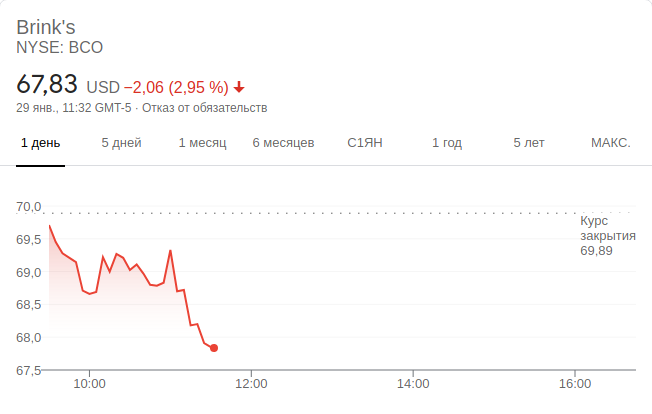 Brink's
NYSE: BCO
67,83 USD −2,06 (2,95 %)
29 янв., 11:32 GMT-5 · Отказ от обязательств
1 день 5 дней 1 месяц 6 месяцев С1ЯН 1 год 5 лет МАКС.
70,0
Курс
закрытия
69,89
69,5
69,0
68,5
68,0
67,5
10:00 12:00 14:00 16:00